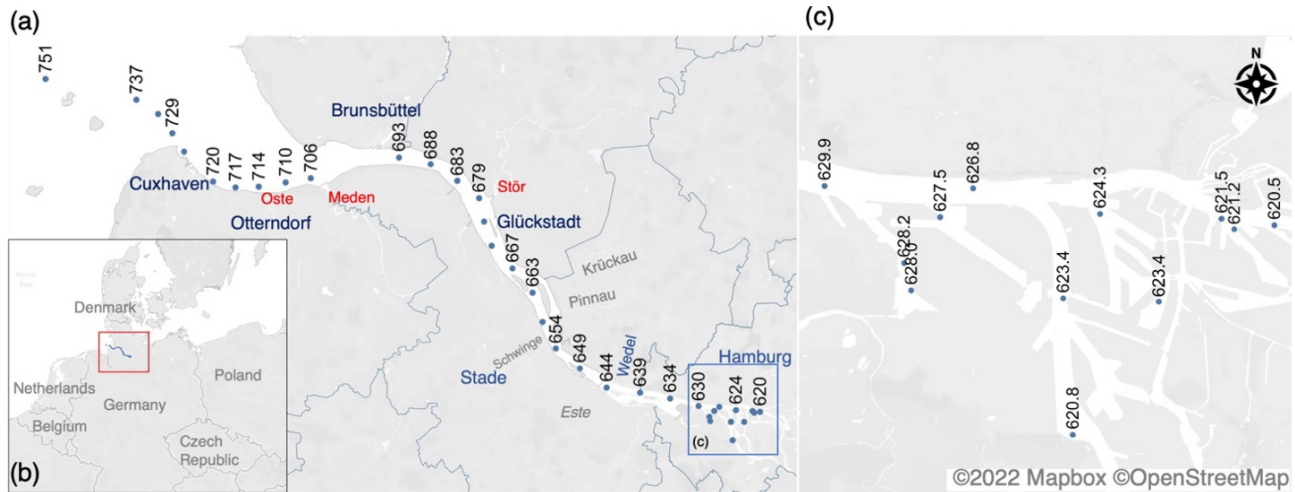 (a)
751
737
729
720
717
714
710
706
693
688
683
679
667
663
654
649
644
639
634
630
624
620
Brunsbüttel
Cuxhaven
Oste
Meden
Otterndorf
Stör
Glückstadt
Krückau
Pinnau
Schwinge
Wedel
Stade
Este
Hamburg
(c)
(b)
Denmark
Netherlands
Belgium
Germany
Poland
Czech
Republic
(c)
N
629.9
628.2
628.0
627.5
626.8
624.3
623.4
623.4
621.5
621.2
620.5
620.8
©2022 Mapbox ©OpenStreetMap